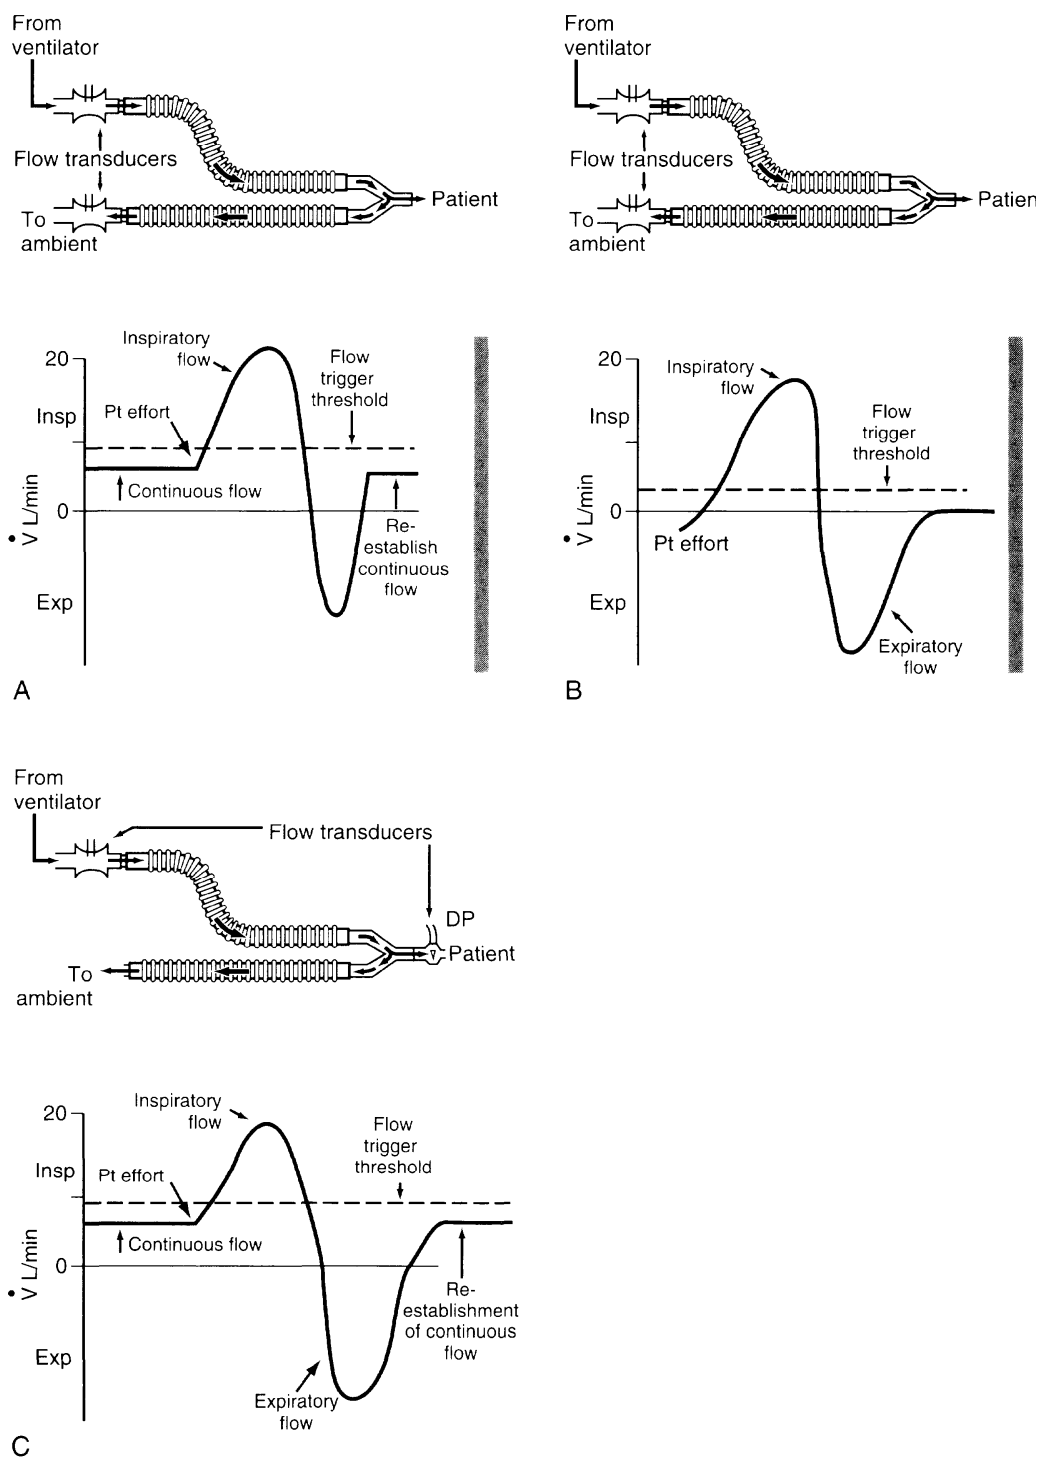 From
ventilator
Flow transducers
To
ambient
Patient
20
Insp
0
V̇ L/min
Exp
Inspiratory
flow
Pt effort
Continuous flow
Flow
trigger
threshold
Re-
establish
continuous
flow
A
From
ventilator
Flow transducers
To
ambient
Patien
20
Insp
0
V̇ L/min
Exp
Inspiratory
flow
Pt effort
Flow
trigger
threshold
Expiratory
flow
B
From
ventilator
Flow transducers
DP
Patient
To
ambient
20
Insp
0
V̇ L/min
Exp
Inspiratory
flow
Pt effort
Continuous flow
Flow
trigger
threshold
Re-
establishment
of continuous
flow
Expiratory
flow
C